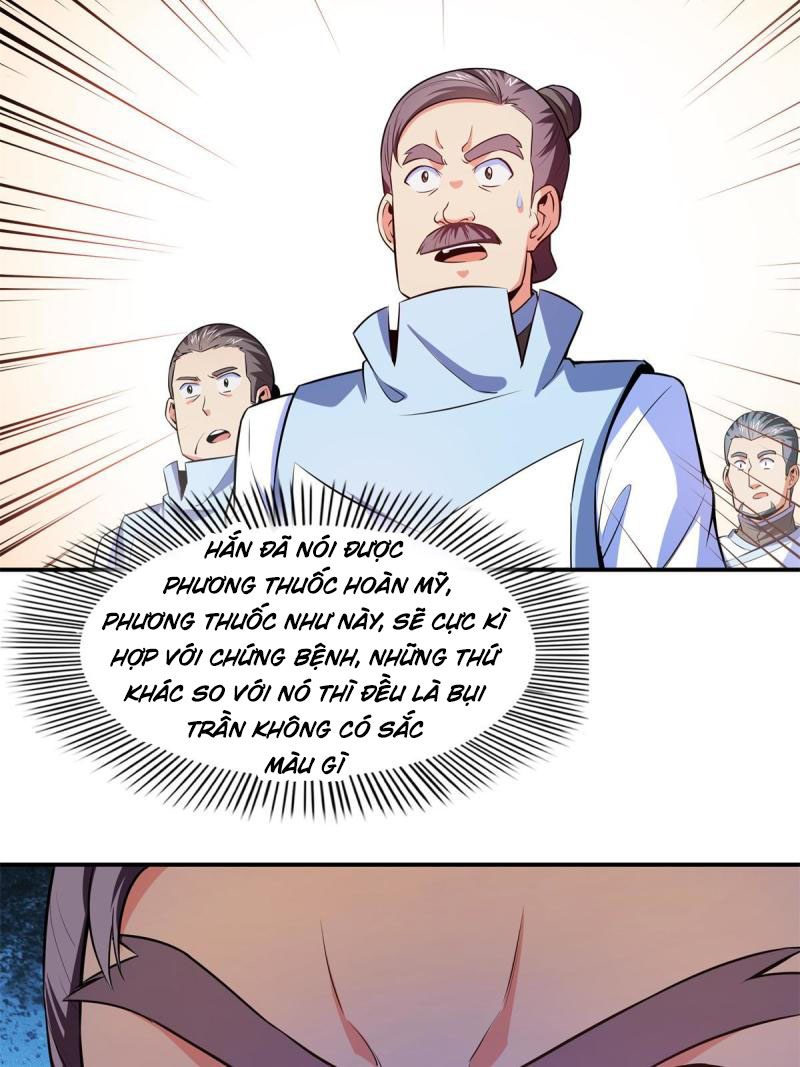 HẮN ĐÃ NÓI ĐƯỢC
PHƯƠNG THUỐC HOÀN MỸ,
PHƯƠNG THUỐC NHƯ NÀY, SẼ CỰC KÌ
HỢP VỚI CHỨNG BỆNH, NHỮNG THỨ
KHÁC SO VỚI NÓ THÌ ĐỀU LÀ BỤI
TRẦN KHÔNG CÓ SẮC
MÀU GÌ